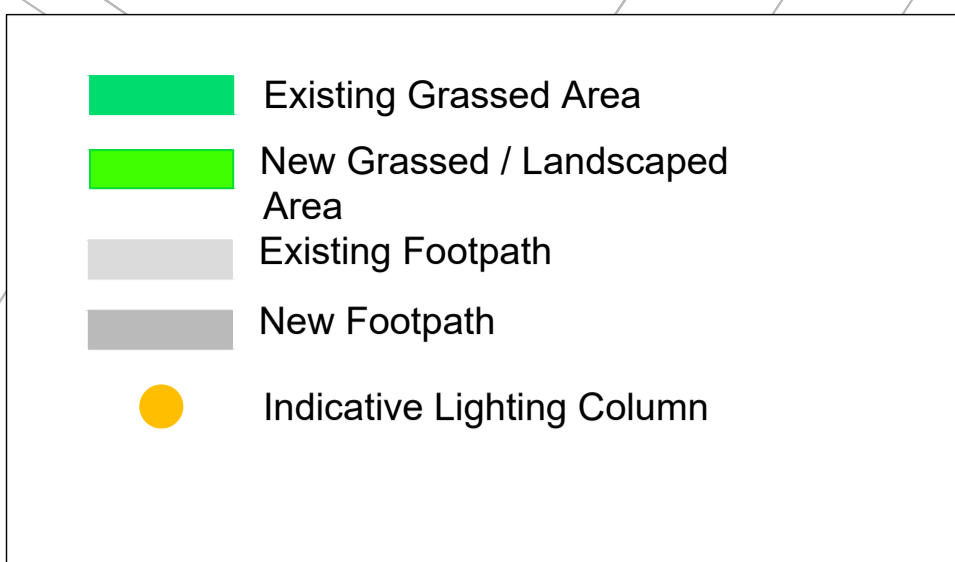 Existing Grassed Area
New Grassed / Landscaped
Area
Existing Footpath
New Footpath
Indicative Lighting Column